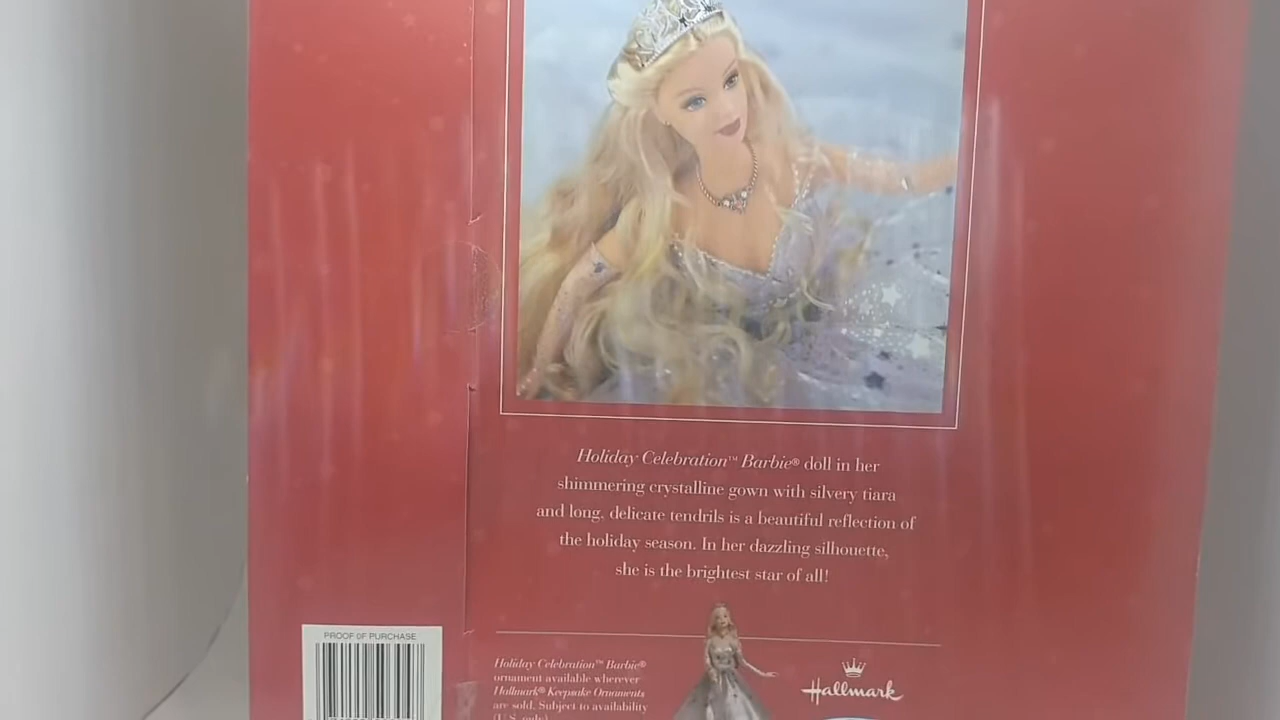 Holiday Celebration™ Barbie® doll in her
shimmering crystalline gown with silvery tiara
and long, delicate tendrils is a beautiful reflection of
the holiday season. In her dazzling silhouette,
she is the brightest star of all!
PROOF OF PURCHASE
Holiday Celebration™ Barbie®
ornament available wherever
Hallmark® Keepsake Ornaments
are sold. Subject to availability
(U.S. only)
Hallmark